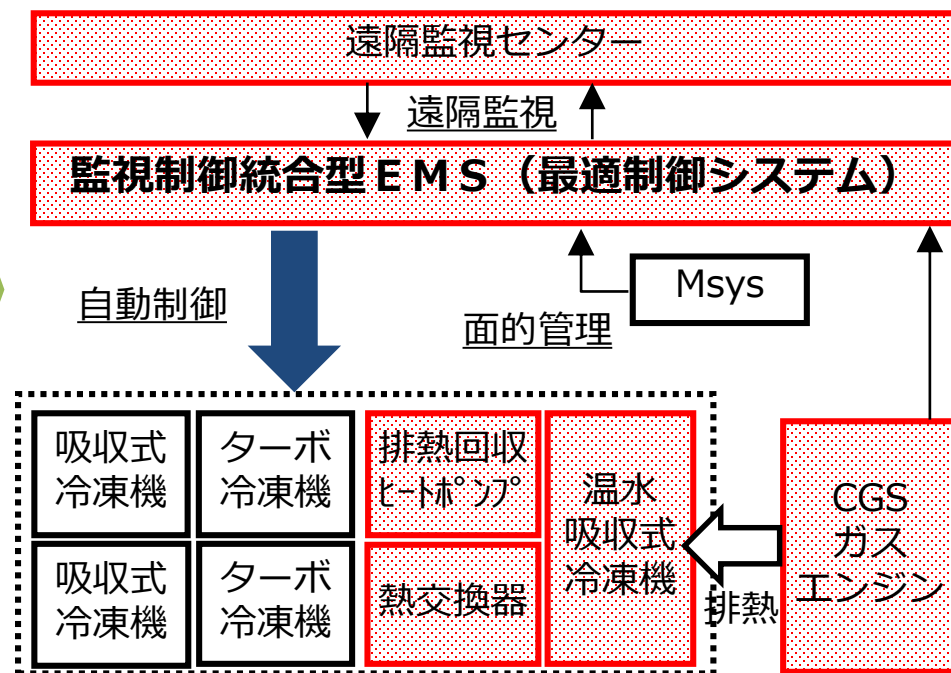 遠隔監視センター
遠隔監視
監視制御統合型EMS（最適制御システム）
自動制御
Msys
面的管理
吸収式
冷凍機
ターボ
冷凍機
排熱回収
ﾋｰﾄﾎﾟﾝﾌﾟ
温水
吸収式
冷凍機
CGS
ガス
エンジン
吸収式
冷凍機
ターボ
冷凍機
熱交換器
排熱